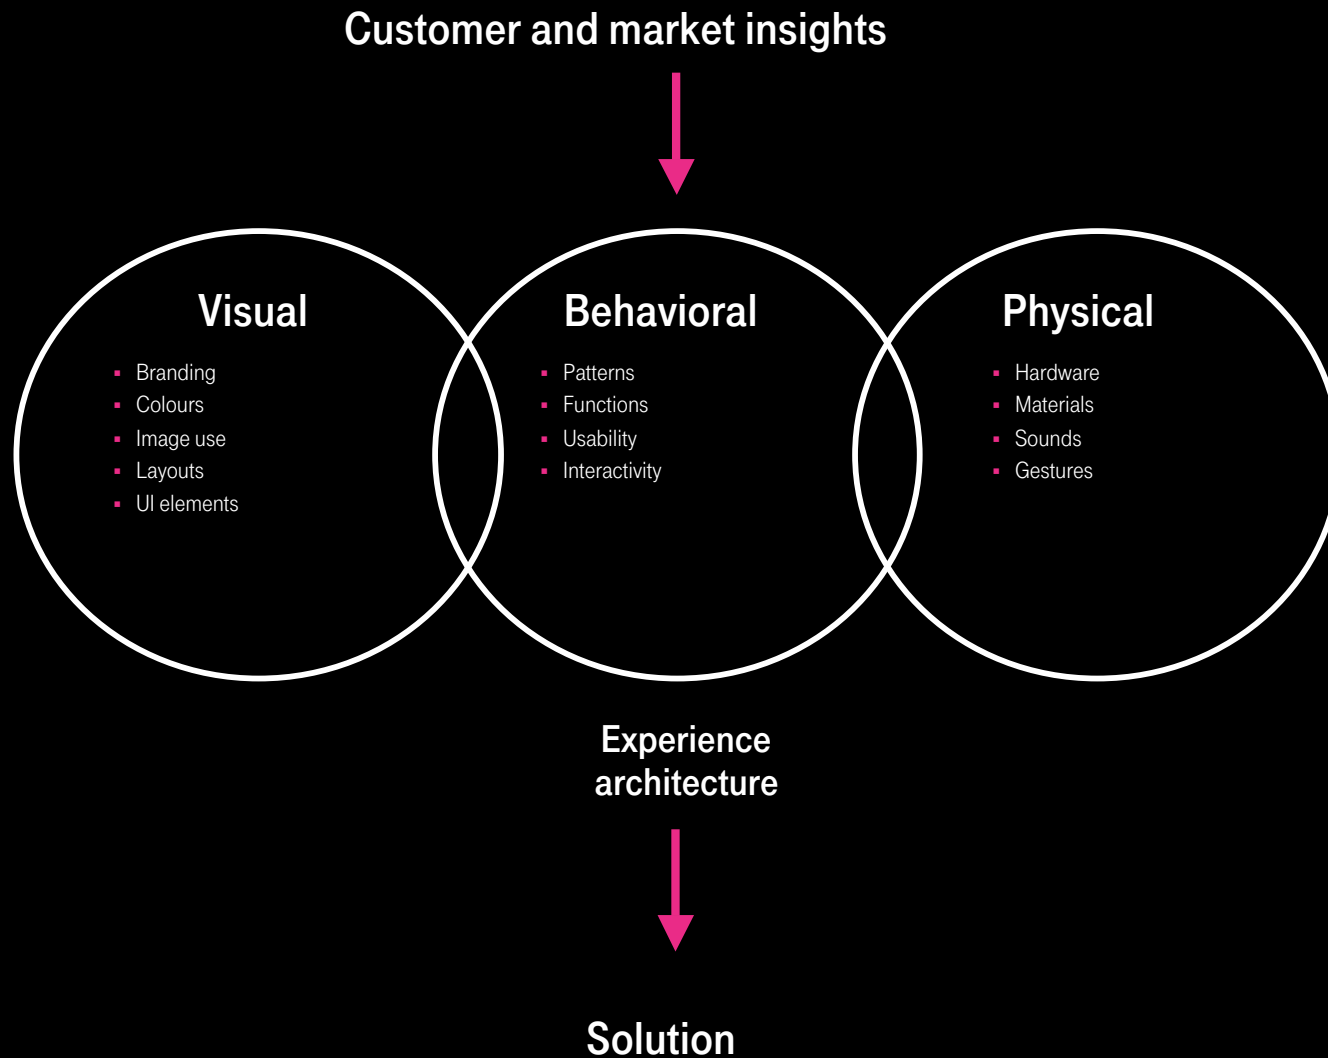 Customer and market insights
Visual
Branding
Colours
Image use
Layouts
UI elements
Behavioral
Patterns
Functions
Usability
Interactivity
Physical
Hardware
Materials
Sounds
Gestures
Experience
architecture
Solution